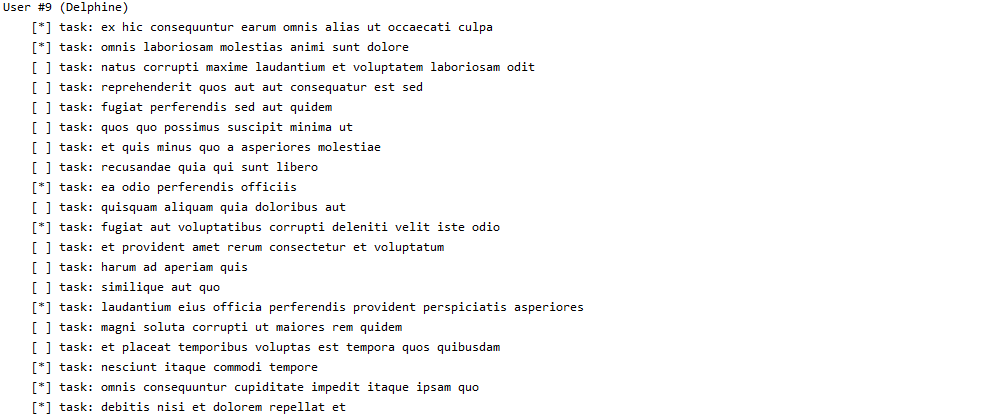 User #9 (Delphine)
[*] task: ex hic consequuntur earum omnis alias ut occaecati culpa
[*] task: omnis laboriosam molestias animi sunt dolore
[ ] task: natus corrupti maxime laudantium et voluptatem laboriosam odit
[ ] task: reprehenderit quos aut aut consequatur est sed
[ ] task: fugiat perferendis sed aut quidem
[ ] task: quos quo possimus suscipit minima ut
[ ] task: et quis minus quo a asperiores molestiae
[ ] task: recusandae quia qui sunt libero
[*] task: ea odio perferendis officiis
[ ] task: quisquam aliquam quia doloribus aut
[*] task: fugiat aut voluptatibus corrupti deleniti velit iste odio
[ ] task: et provident amet rerum consectetur et voluptatum
[ ] task: harum ad aperiam quis
[ ] task: similique aut quo
[*] task: laudantium eius officia perferendis provident perspiciatis asperiores
[ ] task: magni soluta corrupti ut maiores rem quidem
[ ] task: et placeat temporibus voluptas est tempora quos quibusdam
[*] task: nesciunt itaque commodi tempore
[*] task: omnis consequuntur cupiditate impedit itaque ipsam quo
[*] task: debitis nisi et dolorem repellat et